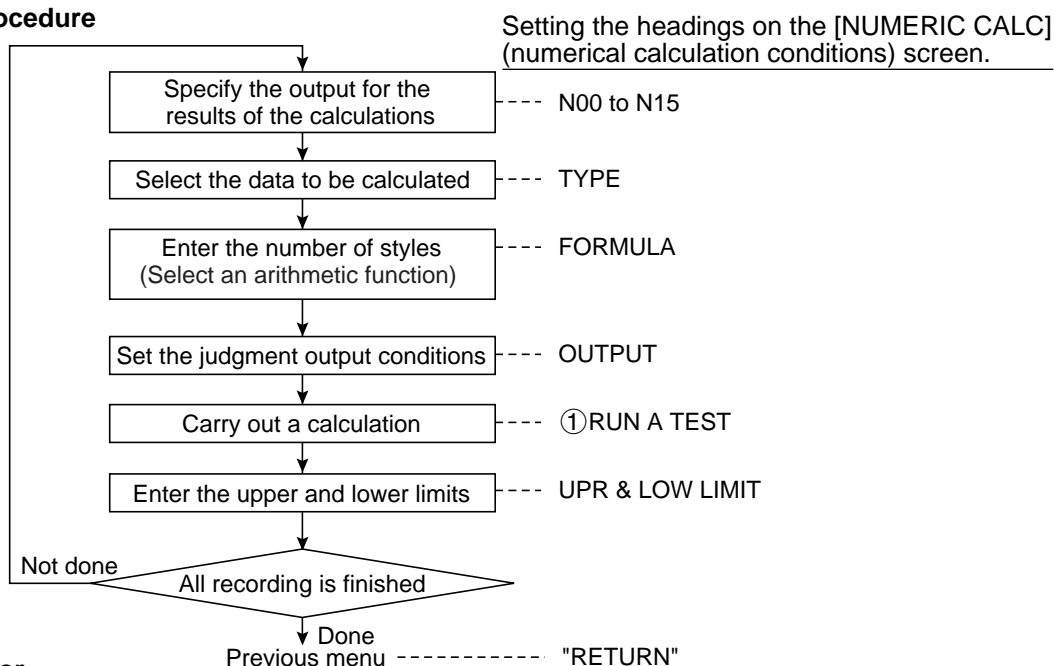 Setting the headings on the [NUMERIC CALC]
(numerical calculation conditions) screen.
Specify the output for the
results of the calculations
N00 to N15
Select the data to be calculated
TYPE
Enter the number of styles
(Select an arithmetic function)
FORMULA
Set the judgment output conditions
OUTPUT
Carry out a calculation
①RUN A TEST
Enter the upper and lower limits
UPR & LOW LIMIT
Not done
All recording is finished
Done
Previous menu
"RETURN"